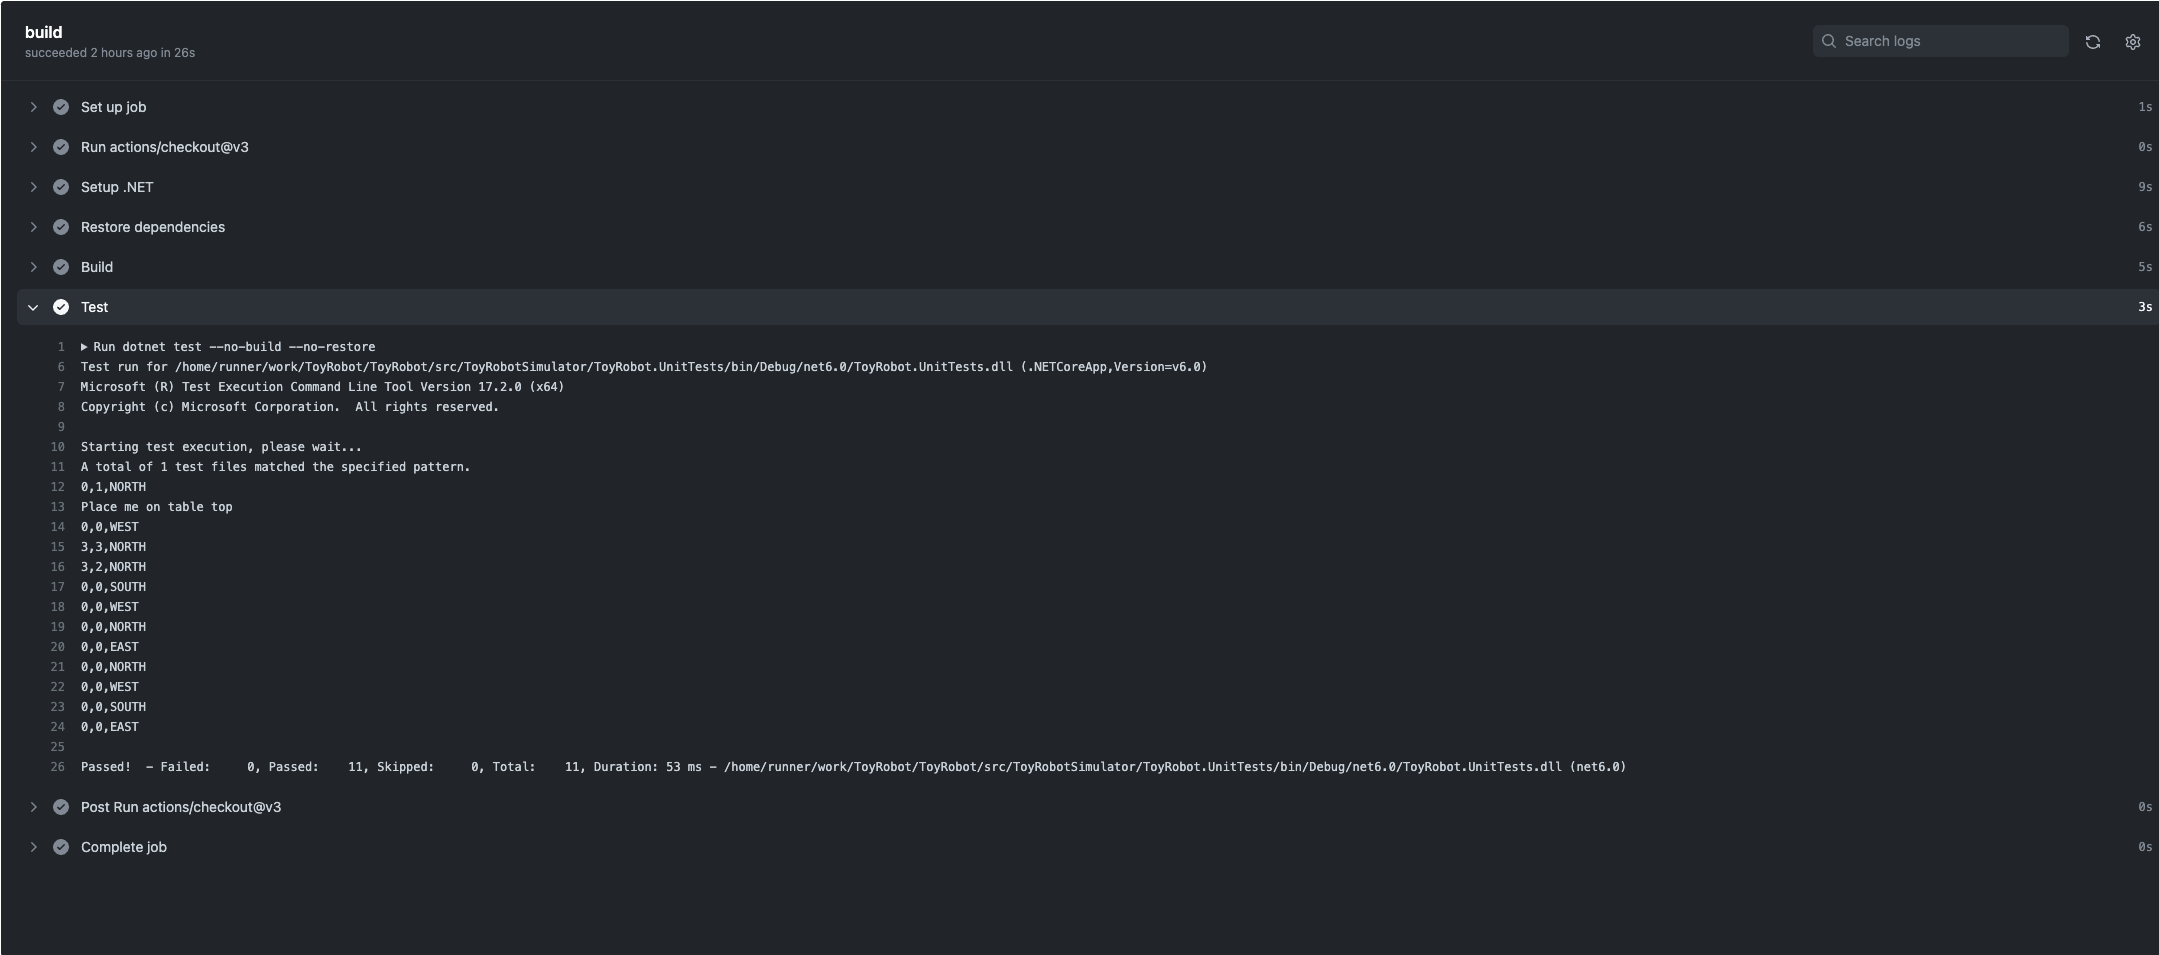 build
succeeded 2 hours ago in 26s
Search logs
Set up job 1s
Run actions/checkout@v3 0s
Setup .NET 9s
Restore dependencies 6s
Build 5s
Test 3s
1 Run dotnet test --no-build --no-restore
6 Test run for /home/runner/work/ToyRobot/ToyRobot/src/ToyRobotSimulator/ToyRobot.UnitTests/bin/Debug/net6.0/ToyRobot.UnitTests.dll (.NETCoreApp,Version=v6.0)
7 Microsoft (R) Test Execution Command Line Tool Version 17.2.0 (x64)
8 Copyright (c) Microsoft Corporation.  All rights reserved.
9
10 Starting test execution, please wait...
11 A total of 1 test files matched the specified pattern.
12 0,1,NORTH
13 Place me on table top
14 0,0,WEST
15 3,3,NORTH
16 3,2,NORTH
17 0,0,SOUTH
18 0,0,WEST
19 0,0,NORTH
20 0,0,EAST
21 0,0,NORTH
22 0,0,WEST
23 0,0,SOUTH
24 0,0,EAST
25
26 Passed!  - Failed:     0, Passed:    11, Skipped:     0, Total:    11, Duration: 53 ms - /home/runner/work/ToyRobot/ToyRobot/src/ToyRobotSimulator/ToyRobot.UnitTests/bin/Debug/net6.0/ToyRobot.UnitTests.dll (net6.0)
Post Run actions/checkout@v3 0s
Complete job 0s